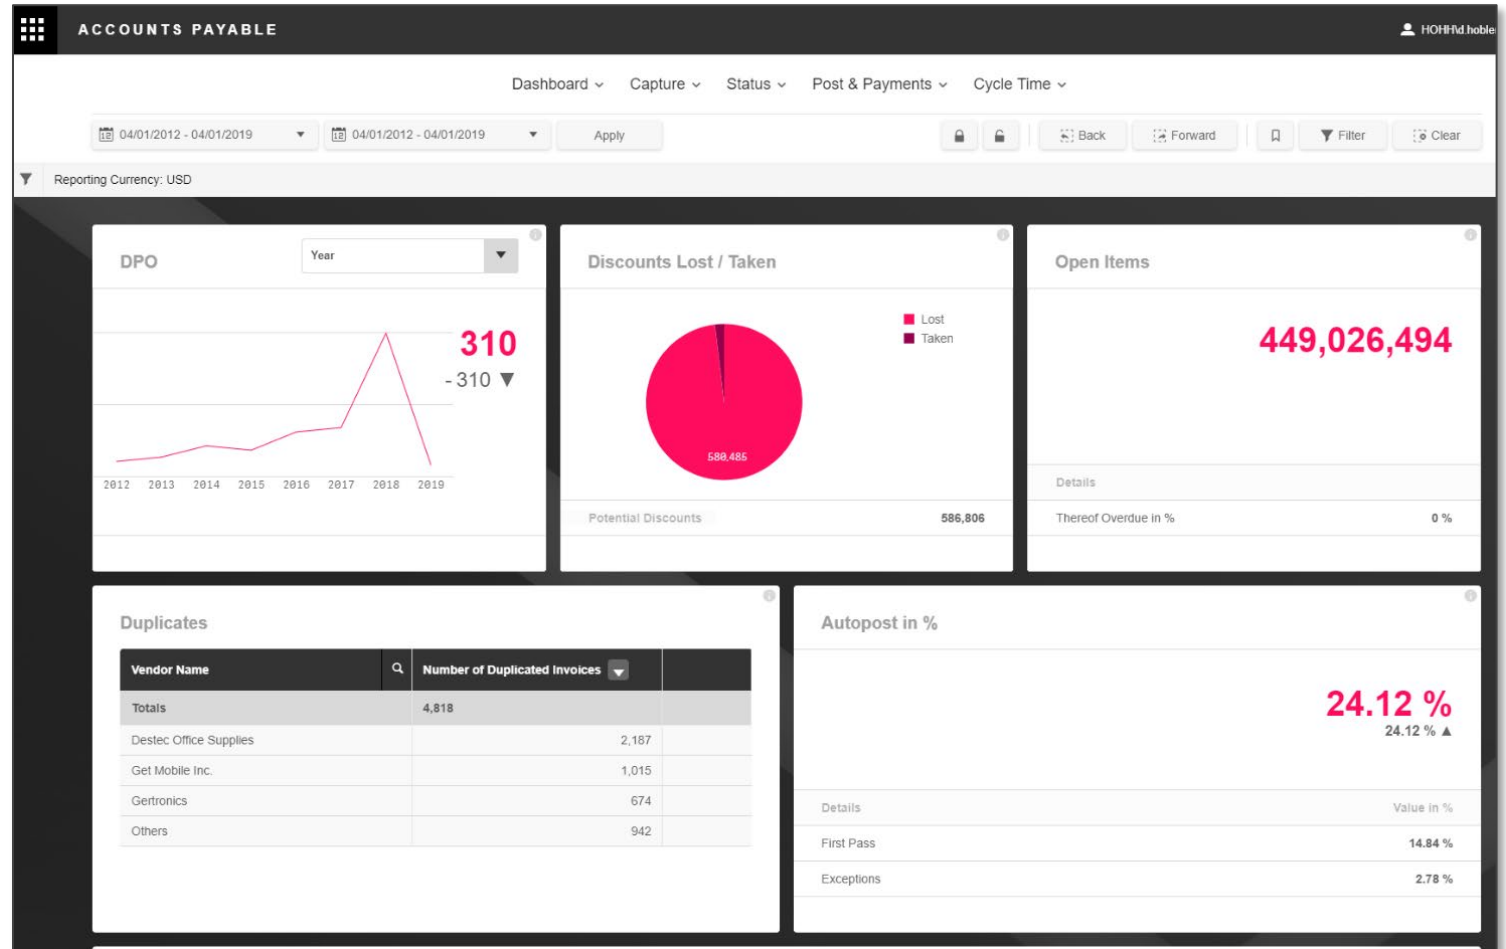 ACCOUNTS PAYABLE
HOHH\d.hoble
Dashboard
Capture
Status
Post & Payments
Cycle Time
04/01/2012 - 04/01/2019
04/01/2012 - 04/01/2019
Apply
Back
Forward
Filter
Clear
Reporting Currency: USD
DPO
Year
310
- 310 ▼
2012 2013 2014 2015 2016 2017 2018 2019
Discounts Lost / Taken
Lost
Taken
580,485
Potential Discounts 586,806
Open Items
449,026,494
Details
Thereof Overdue in % 0 %
Duplicates
Vendor Name Number of Duplicated Invoices
Totals 4,818
Destec Office Supplies 2,187
Get Mobile Inc. 1,015
Gertronics 674
Others 942
Autopost in %
24.12 %
24.12 % ▲
Details Value in %
First Pass 14.84 %
Exceptions 2.78 %